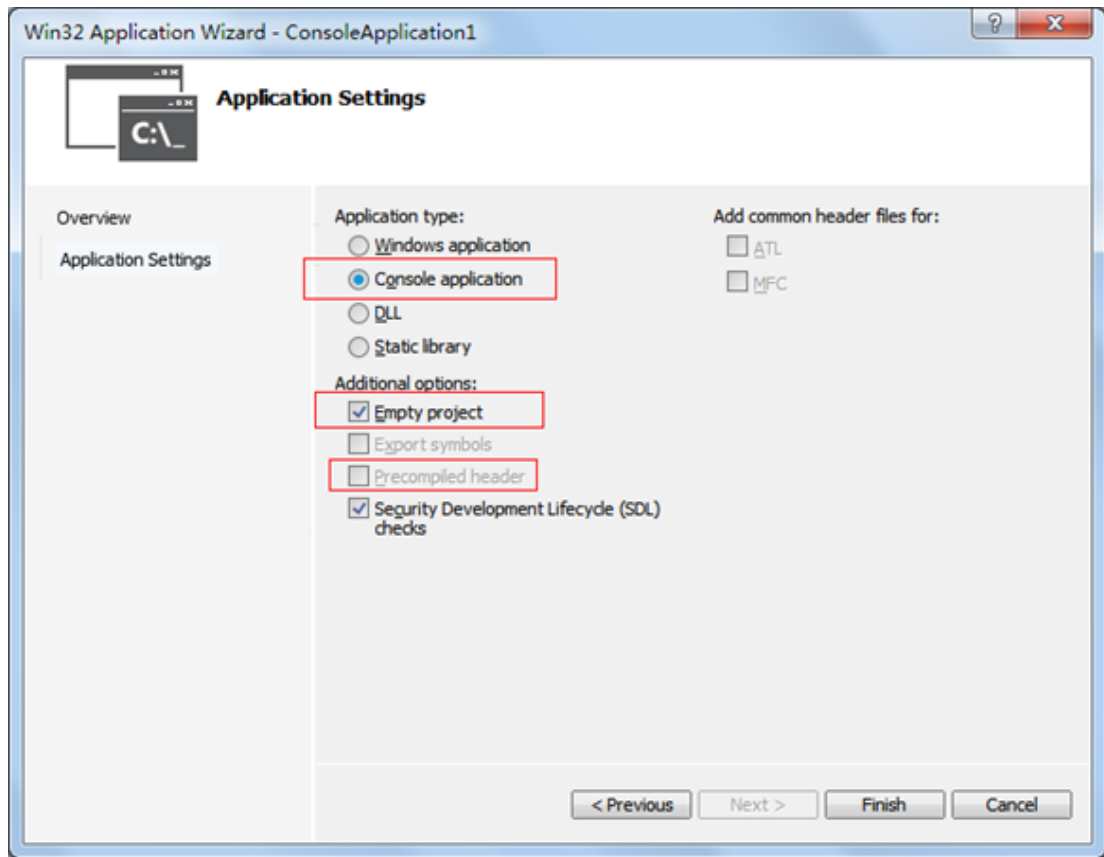 Win32 Application Wizard - ConsoleApplication1
?
x
C:\_
Application Settings
Overview
Application Settings
Application type:
Windows application
Console application
DLL
Static library
Additional options:
Empty project
Export symbols
Precompiled header
Security Development Lifecycle (SDL)
checks
Add common header files for:
ATL
MFC
< Previous
Next >
Finish
Cancel